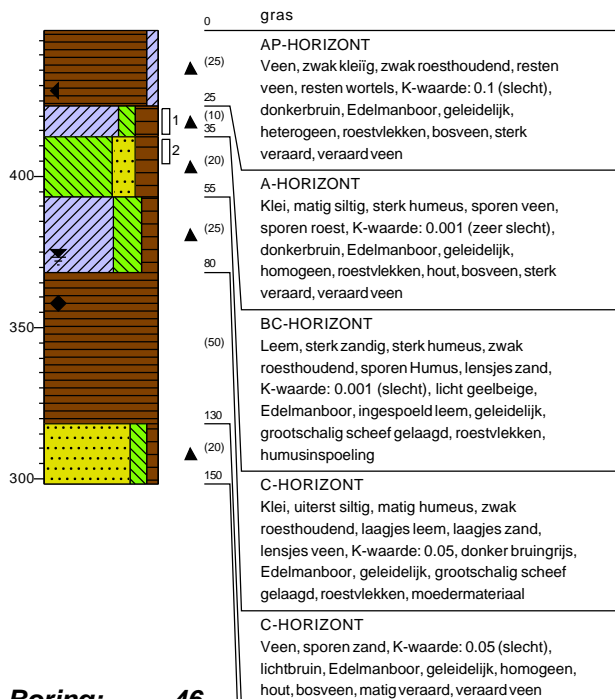 0
gras
AP-HORIZONT
Veen, zwak kleiïg, zwak roesthoudend, resten
veen, resten wortels, K-waarde: 0.1 (slecht),
donkerbruin, Edelmanboor, geleidelijk,
heterogeen, roestvlekken, bosveen, sterk
veraard, veraard veen
(25)
25
1
(10)
35
2
(20)
400
55
A-HORIZONT
Klei, matig siltig, sterk humeus, sporen veen,
sporen roest, K-waarde: 0.001 (zeer slecht),
donkerbruin, Edelmanboor, geleidelijk,
homogeen, roestvlekken, hout, bosveen, sterk
veraard, veraard veen
(25)
80
BC-HORIZONT
Leem, sterk zandig, sterk humeus, zwak
roesthoudend, sporen Humus, lensjes zand,
K-waarde: 0.001 (slecht), licht geelbeige,
Edelmanboor, ingespoeld leem, geleidelijk,
grootschalig scheef gelaagd, roestvlekken,
humusinspoeling
350
(50)
130
(20)
300
150
C-HORIZONT
Klei, uiterst siltig, matig humeus, zwak
roesthoudend, laagjes leem, laagjes zand,
lensjes veen, K-waarde: 0.05, donker bruingrijs,
Edelmanboor, geleidelijk, grootschalig scheef
gelaagd, roestvlekken, moedermateriaal
C-HORIZONT
Veen, sporen zand, K-waarde: 0.05 (slecht),
lichtbruin, Edelmanboor, geleidelijk, homogeen,
hout, bosveen, matig veraard, veraard veen
Boring: 46